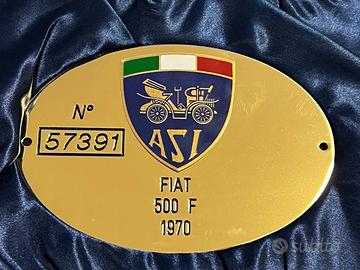 N°
57391
ASI
FIAT
500 F
1970
subito